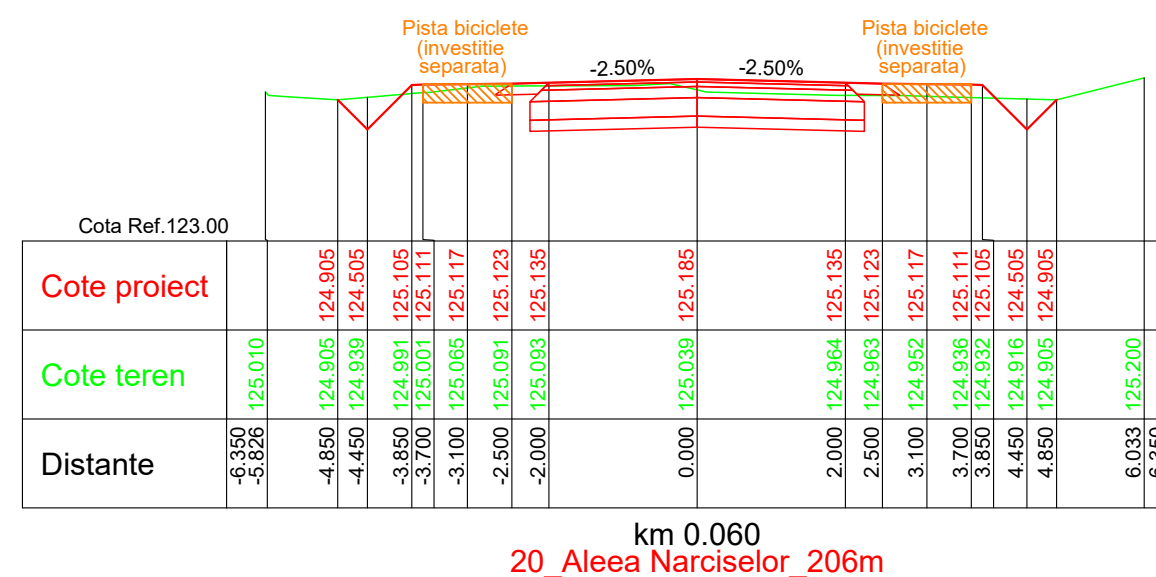 Pista biciclete
(investitie
separata)
Pista biciclete
(investitie
separata)
-2.50% -2.50%
Cota Ref.123.00
Cote proiect 124.905 124.505 125.105 125.111 125.117 125.123 125.135 125.185 125.135 125.123 125.117 125.111 125.105 124.505 124.905
Cote teren 125.010 124.905 124.939 124.991 125.001 125.065 125.091 125.093 125.039 124.964 124.963 124.952 124.936 124.932 124.916 124.905 125.200
Distante -6.350 -5.826 -4.850 -4.450 -3.850 -3.700 -3.100 -2.500 -2.000 0.000 2.000 2.500 3.100 3.700 3.850 4.450 4.850 6.033 6.350
km 0.060
20_Aleea Narciselor_206m